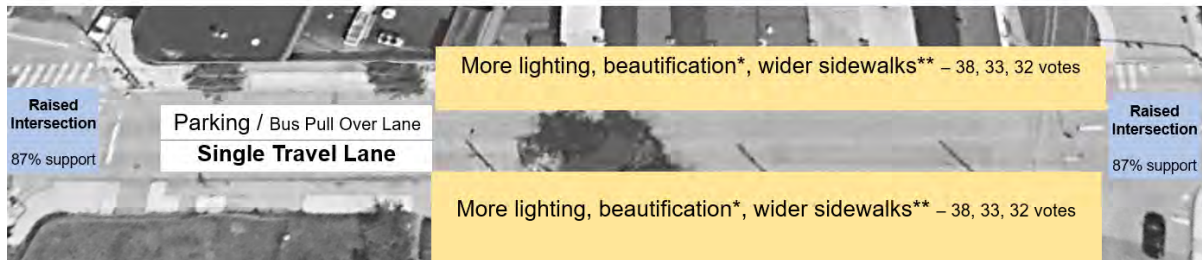 More lighting, beautification*, wider sidewalks** – 38, 33, 32 votes
Raised
Intersection
87% support
Parking / Bus Pull Over Lane
Single Travel Lane
Raised
Intersection
87% support
More lighting, beautification*, wider sidewalks** – 38, 33, 32 votes